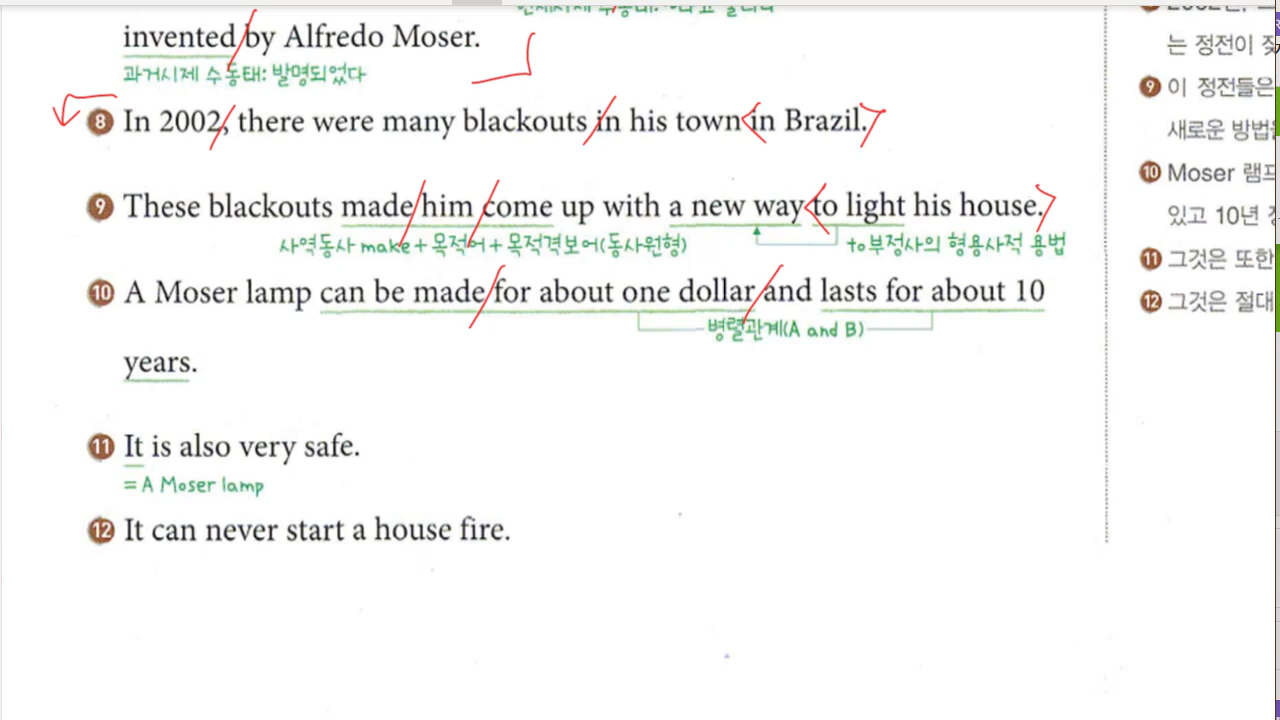 invented by Alfredo Moser.
과거시제 수동태: 발명되었다
8 In 2002, there were many blackouts in his town in Brazil.
9 These blackouts made him come up with a new way to light his house.
사역동사 make+목적어+목적격보어(동사원형)
to부정사의 형용사적 용법
10 A Moser lamp can be made for about one dollar and lasts for about 10
병렬관계(A and B)
years.
11 It is also very safe.
= A Moser lamp
12 It can never start a house fire.
는 정전이
9 이 정전들은
새로운 방법을
10 Moser 램프
있고 10년
11 그것은 또한
12 그것은 절대